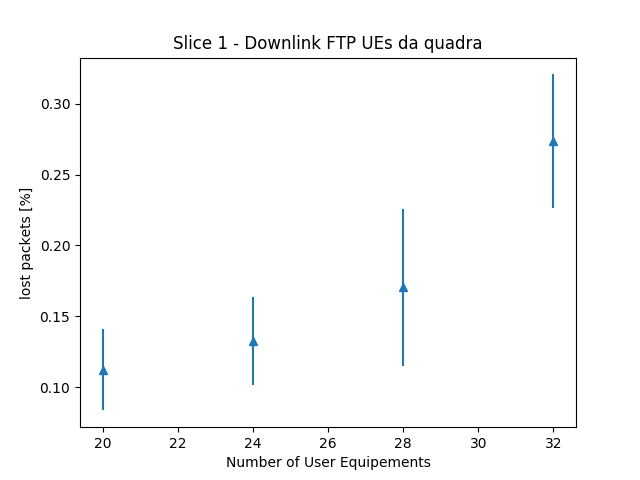 Slice 1 - Downlink FTP UEs da quadra
lost packets [%]
0.30
0.25
0.20
0.15
0.10
20 22 24 26 28 30 32
Number of User Equipements